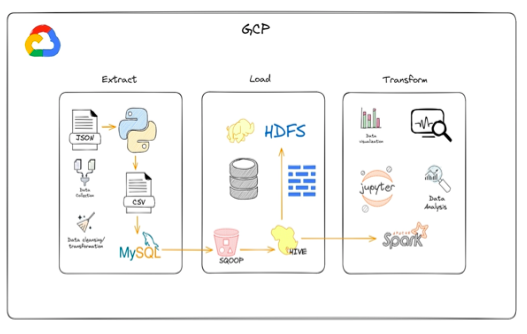 GCP
Extract
Load
Transform
JSON
Data
Collection
CSV
Data cleansing/
transformation
MySQL
HDFS
SQOOP
HIVE
Data
visualization
jupyter
Data
Analysis
Spark